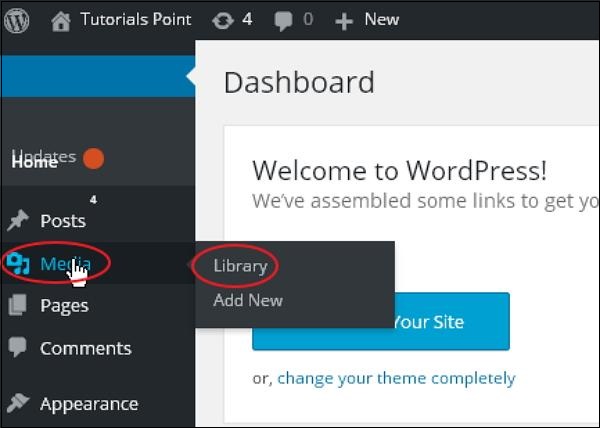 Tutorials Point 4 0 New
Dashboard
Updates
Home
4
Posts
Media
Library
Add New
Pages
Comments
Appearance
Welcome to WordPress!
We've assembled some links to get yo
Your Site
or, change your theme completely